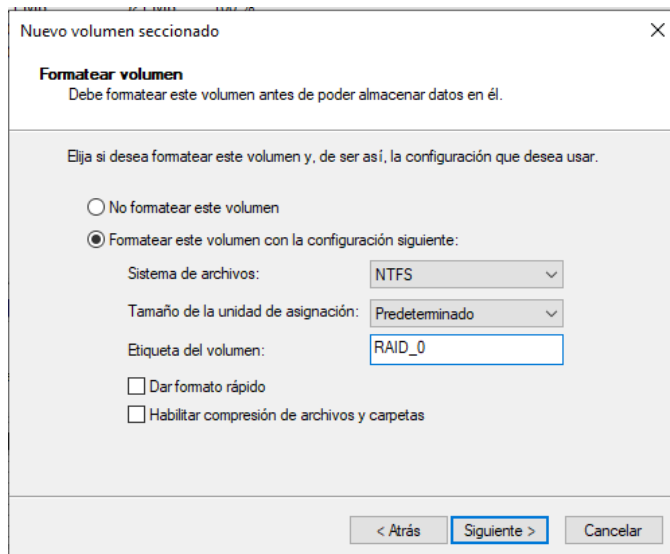 Nuevo volumen seccionado
Formatear volumen
Debe formatear este volumen antes de poder almacenar datos en él.
Elija si desea formatear este volumen y, de ser así, la configuración que desea usar.
No formatear este volumen
Formatear este volumen con la configuración siguiente:
Sistema de archivos: NTFS
Tamaño de la unidad de asignación: Predeterminado
Etiqueta del volumen: RAID_0
Dar formato rápido
Habilitar compresión de archivos y carpetas
< Atrás Siguiente > Cancelar